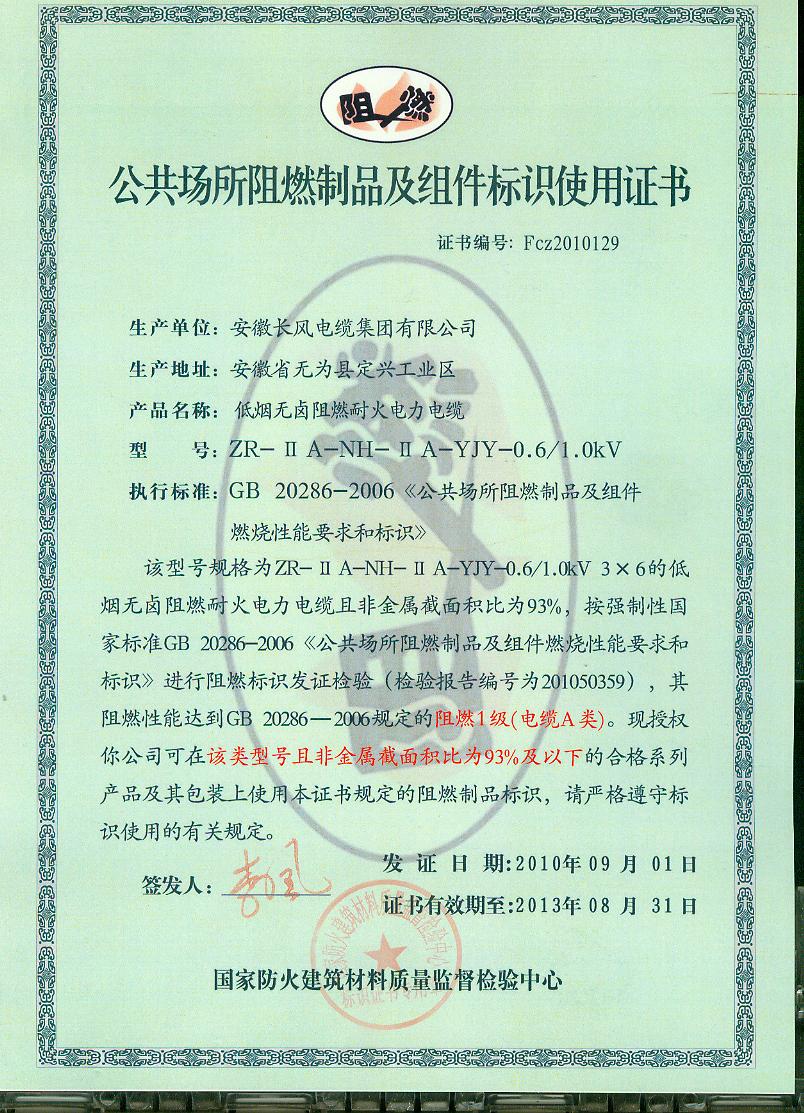 阻燃
公共场所阻燃制品及组件标识使用证书
证书编号：Fcz2010129
生产单位：安徽长风电缆集团有限公司
生产地址：安徽省无为县定兴工业区
产品名称：低烟无卤阻燃耐火电力电缆
型 号：ZR-ⅡA-NH-ⅡA-YJY-0.6/1.0kV
执行标准：GB 20286-2006《公共场所阻燃制品及组件
燃烧性能要求和标识》
该型号规格为ZR-ⅡA-NH-ⅡA-YJY-0.6/1.0kV 3×6的低
烟无卤阻燃耐火电力电缆且非金属截面积比为93%，按强制性国
家标准GB 20286-2006《公共场所阻燃制品及组件燃烧性能要求和
标识》进行阻燃标识发证检验（检验报告编号为201050359），其
阻燃性能达到GB 20286—2006规定的阻燃1级(电缆A类)。现授权
你公司可在该类型号且非金属截面积比为93%及以下的合格系列
产品及其包装上使用本证书规定的阻燃制品标识，请严格遵守标
识使用的有关规定。
发 证 日 期:2010年 09 月 01 日
签发人：
证书有效期至:2013年 08 月 31 日
国家防火建筑材料质量监督检验中心